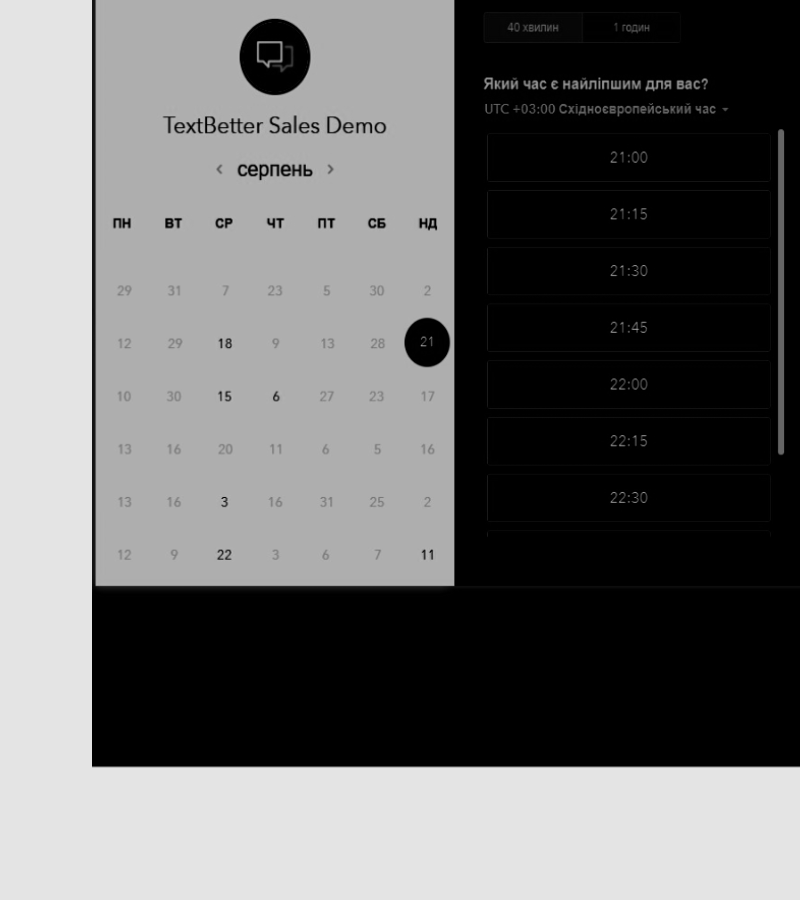 TextBetter Sales Demo
серпень
ПН ВТ СР ЧТ ПТ СБ НД
29 31 7 23 5 30 2
12 29 18 9 13 28 21
10 30 15 6 27 23 17
13 16 20 11 6 5 16
13 16 3 16 31 25 2
12 9 22 3 6 7 11
40 хвилин 1 годин
Який час є найліпшим для вас?
UTC +03:00 Східноєвропейський час
21:00
21:15
21:30
21:45
22:00
22:15
22:30